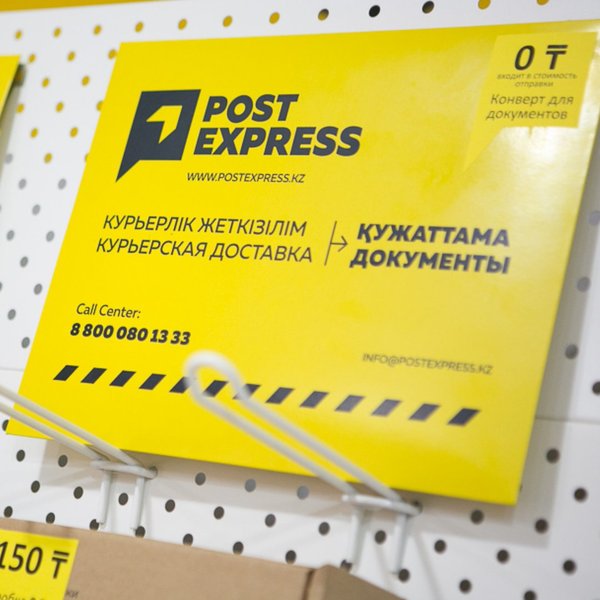 0 ₸
входит в стоимость
отправки
Конверт для
документов
POST
EXPRESS
WWW.POSTEXPRESS.KZ
КУРЬЕРЛІК ЖЕТКІЗІЛІМ
КУРЬЕРСКАЯ ДОСТАВКА
ҚҰЖАТТАМА
ДОКУМЕНТЫ
Call Center:
8 800 080 13 33
INFO@POSTEXPRESS.KZ
150 ₸